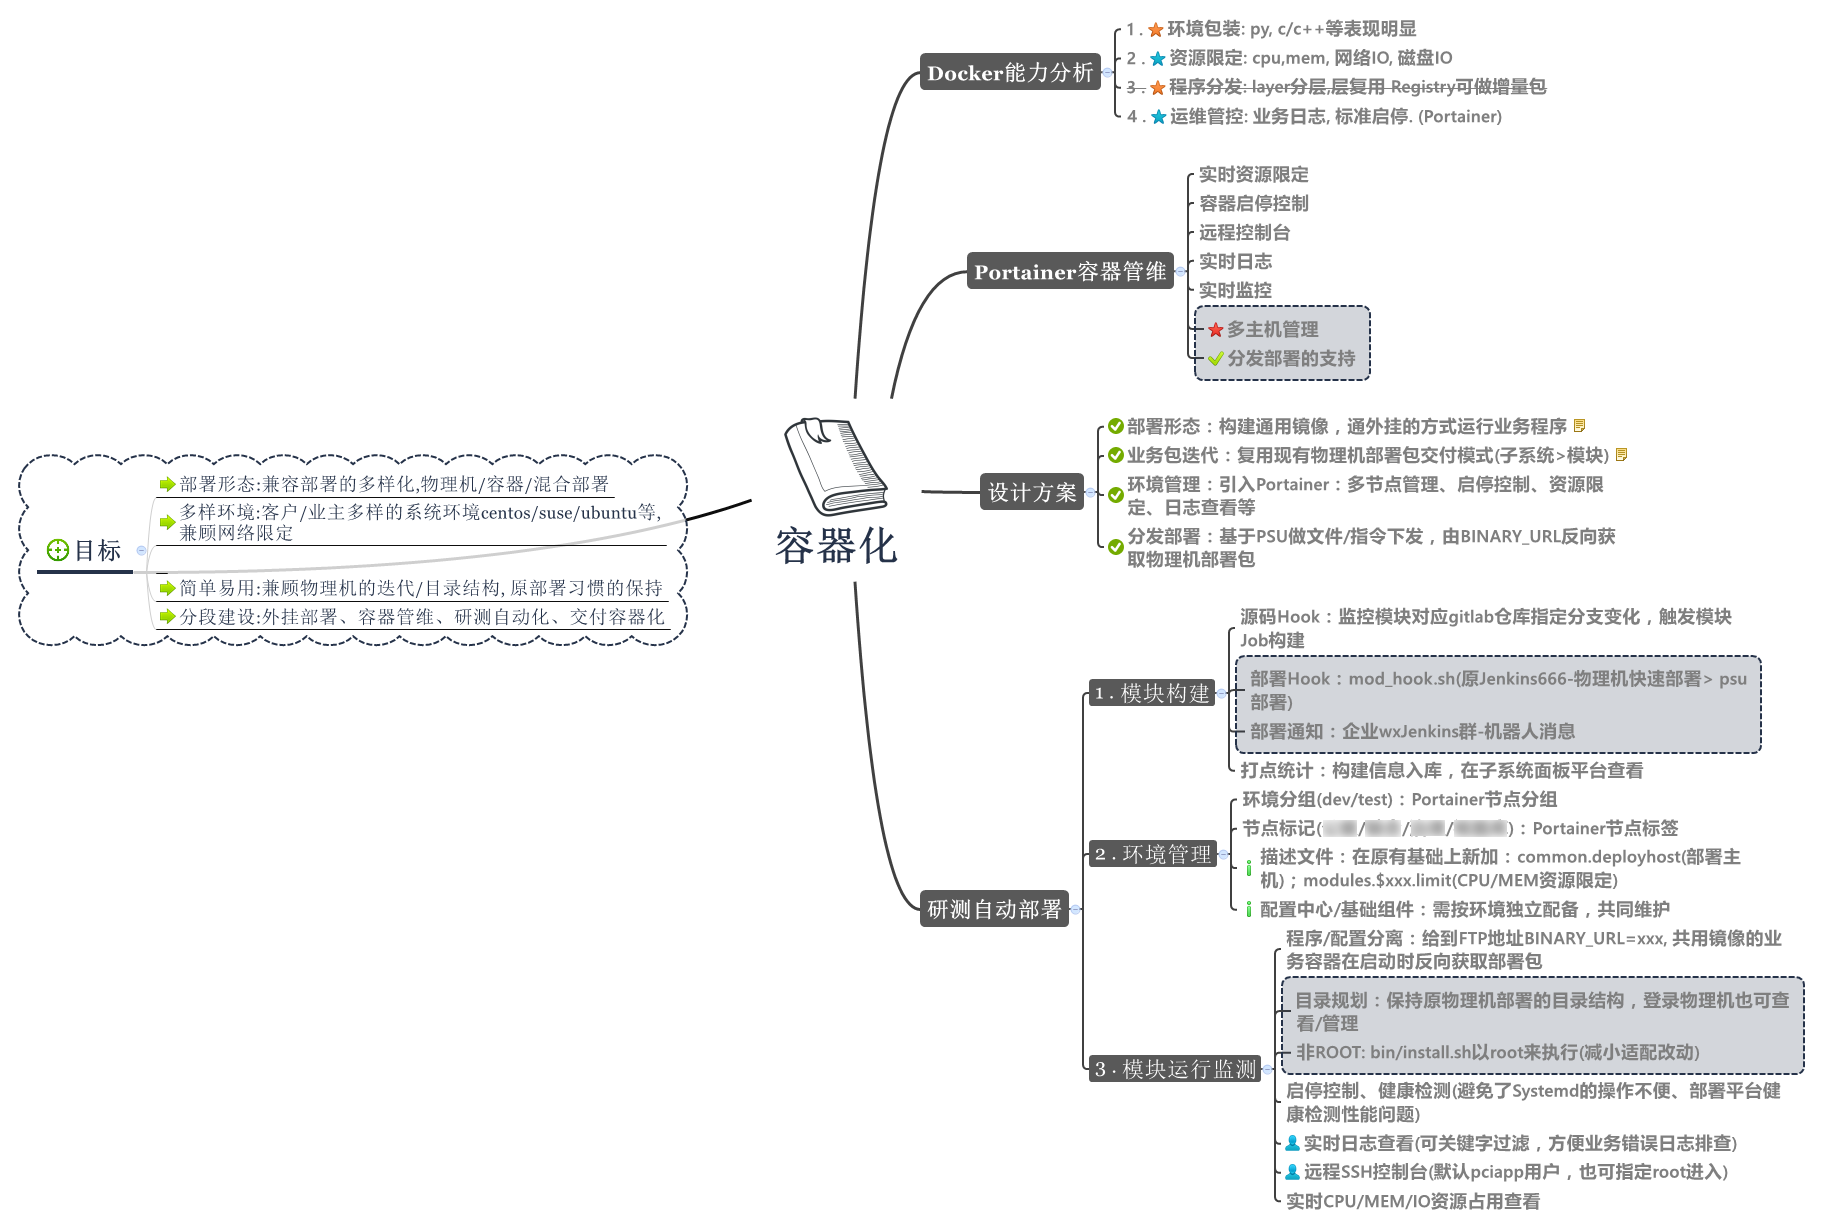 容器化
目标
部署形态:兼容部署的多样化,物理机/容器/混合部署
多样环境:客户/业主多样的系统环境centos/suse/ubuntu等,
兼顾网络限定
简单易用:兼顾物理机的迭代/目录结构, 原部署习惯的保持
分段建设:外挂部署、容器管维、研测自动化、交付容器化
Docker能力分析
1 . 环境包装: py, c/c++等表现明显
2 . 资源限定: cpu,mem, 网络IO, 磁盘IO
3 . 程序分发: layer分层,层复用 Registry可做增量包
4 . 运维管控: 业务日志, 标准启停. (Portainer)
Portainer容器管维
实时资源限定
容器启停控制
远程控制台
实时日志
实时监控
多主机管理
分发部署的支持
设计方案
部署形态：构建通用镜像，通外挂的方式运行业务程序
业务包迭代：复用现有物理机部署包交付模式(子系统>模块)
环境管理：引入Portainer：多节点管理、启停控制、资源限
定、日志查看等
分发部署：基于PSU做文件/指令下发，由BINARY_URL反向获
取物理机部署包
研测自动部署
1 . 模块构建
源码Hook：监控模块对应gitlab仓库指定分支变化，触发模块
Job构建
部署Hook：mod_hook.sh(原Jenkins666-物理机快速部署> psu
部署)
部署通知：企业wxJenkins群-机器人消息
打点统计：构建信息入库，在子系统面板平台查看
2 . 环境管理
环境分组(dev/test)：Portainer节点分组
节点标记( / / / )：Portainer节点标签
描述文件：在原有基础上新加：common.deployhost(部署主
机)；modules.$xxx.limit(CPU/MEM资源限定)
配置中心/基础组件：需按环境独立配备，共同维护
3 . 模块运行监测
程序/配置分离：给到FTP地址BINARY_URL=xxx, 共用镜像的业
务容器在启动时反向获取部署包
目录规划：保持原物理机部署的目录结构，登录物理机也可查
看/管理
非ROOT: bin/install.sh以root来执行(减小适配改动)
启停控制、健康检测(避免了Systemd的操作不便、部署平台健
康检测性能问题)
实时日志查看(可关键字过滤，方便业务错误日志排查)
远程SSH控制台(默认pciapp用户，也可指定root进入)
实时CPU/MEM/IO资源占用查看